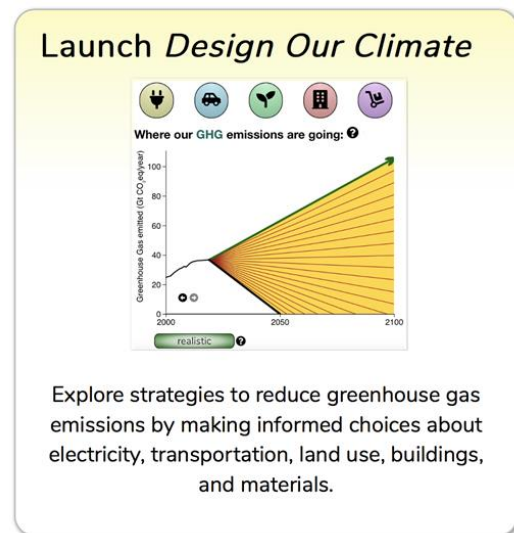 Launch Design Our Climate
Where our GHG emissions are going: ?
Greenhouse Gas emitted (Gt CO₂eq/year)
100
80
60
40
20
0
2000
2050
2100
realistic ?
Explore strategies to reduce greenhouse gas
emissions by making informed choices about
electricity, transportation, land use, buildings,
and materials.